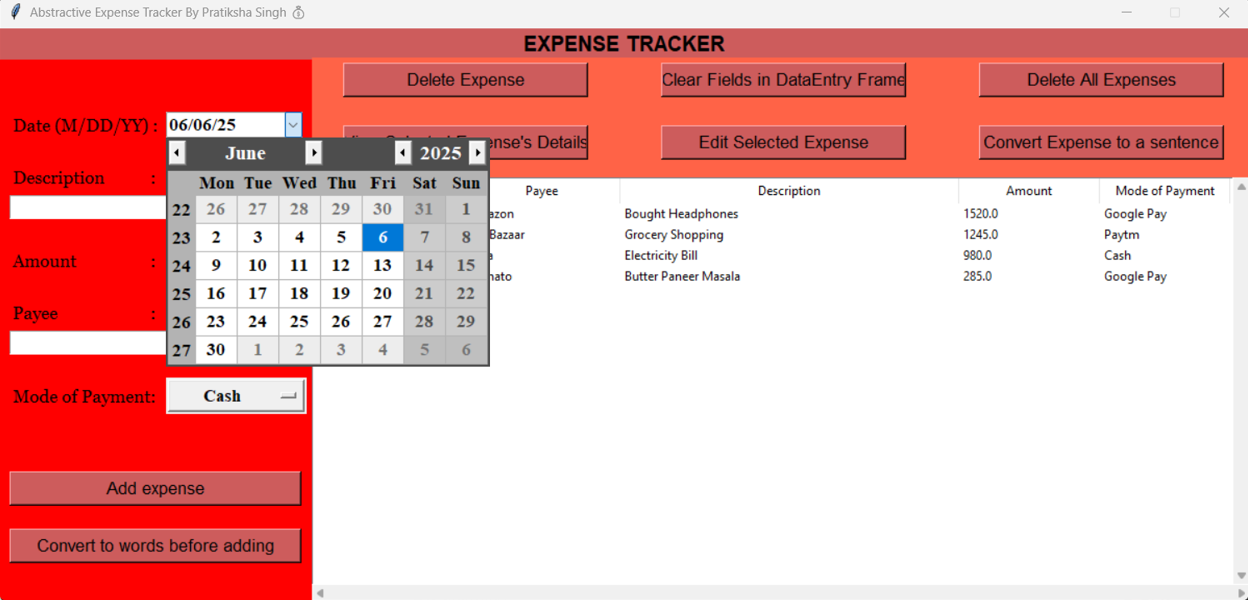 Abstractive Expense Tracker By Pratiksha Singh
EXPENSE TRACKER
Delete Expense
Clear Fields in DataEntry Frame
Delete All Expenses
Selected Expense's Details
Edit Selected Expense
Convert Expense to a sentence
Date (M/DD/YY) :
06/06/25
June 2025
Mon Tue Wed Thu Fri Sat Sun
22 26 27 28 29 30 31 1
23 2 3 4 5 6 7 8
24 9 10 11 12 13 14 15
25 16 17 18 19 20 21 22
26 23 24 25 26 27 28 29
27 30 1 2 3 4 5 6
Description :
Amount :
Payee :
Mode of Payment:
Cash
Add expense
Convert to words before adding
Payee Description Amount Mode of Payment
azon Bought Headphones 1520.0 Google Pay
Bazaar Grocery Shopping 1245.0 Paytm
Electricity Bill 980.0 Cash
nato Butter Paneer Masala 285.0 Google Pay